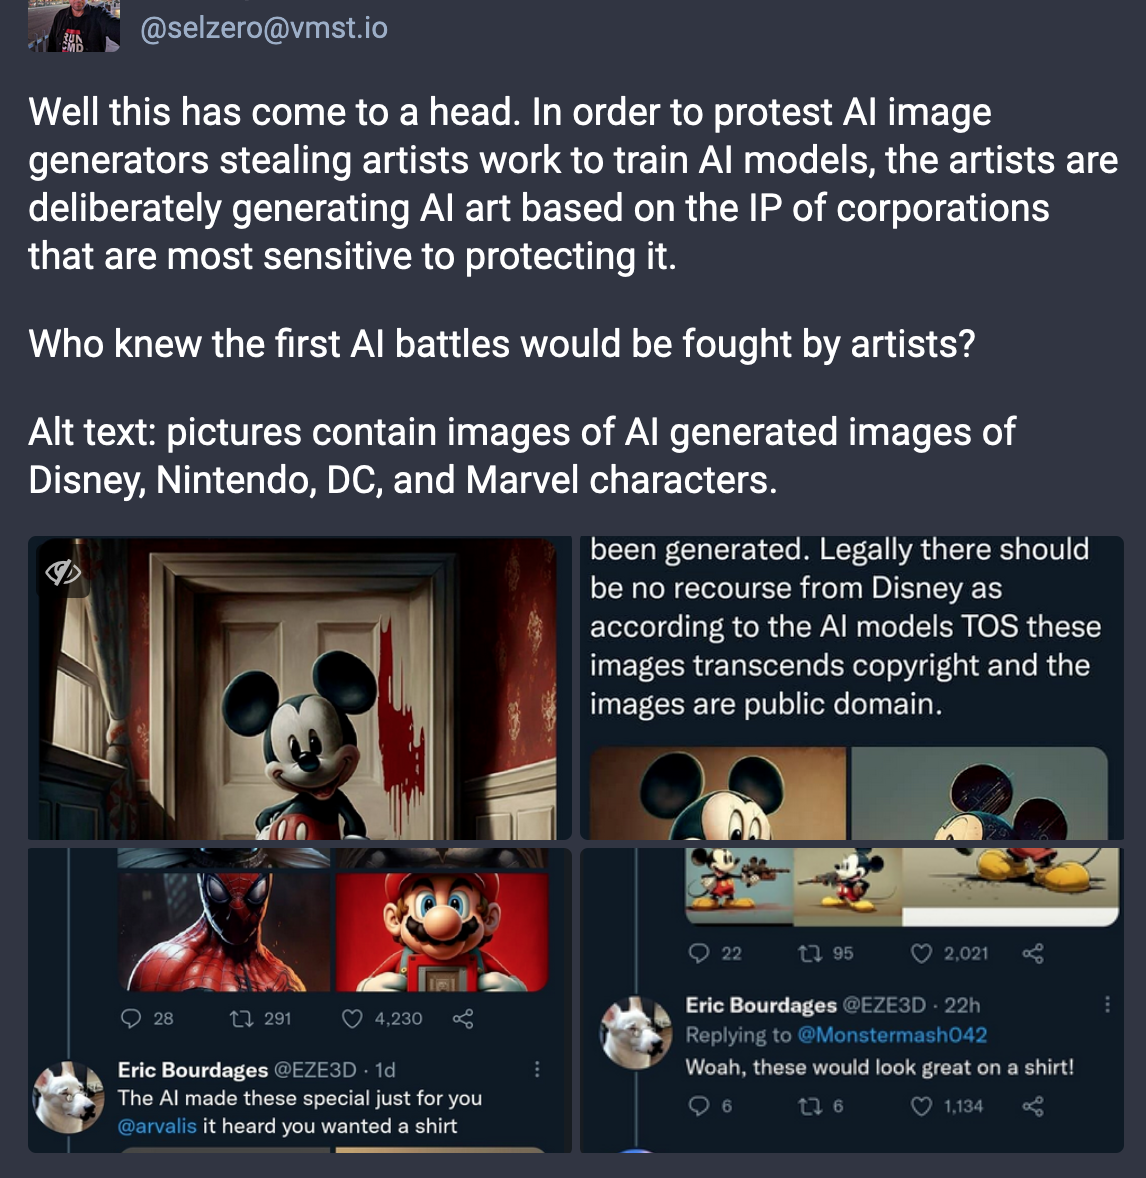 @selzero@vmst.io
Well this has come to a head. In order to protest AI image
generators stealing artists work to train AI models, the artists are
deliberately generating AI art based on the IP of corporations
that are most sensitive to protecting it.
Who knew the first AI battles would be fought by artists?
Alt text: pictures contain images of AI generated images of
Disney, Nintendo, DC, and Marvel characters.
been generated. Legally there should
be no recourse from Disney as
according to the AI models TOS these
images transcends copyright and the
images are public domain.
28 291 4,230
Eric Bourdages @EZE3D · 1d
The AI made these special just for you
@arvalis it heard you wanted a shirt
22 95 2,021
Eric Bourdages @EZE3D · 22h
Replying to @Monstermash042
Woah, these would look great on a shirt!
6 6 1,134